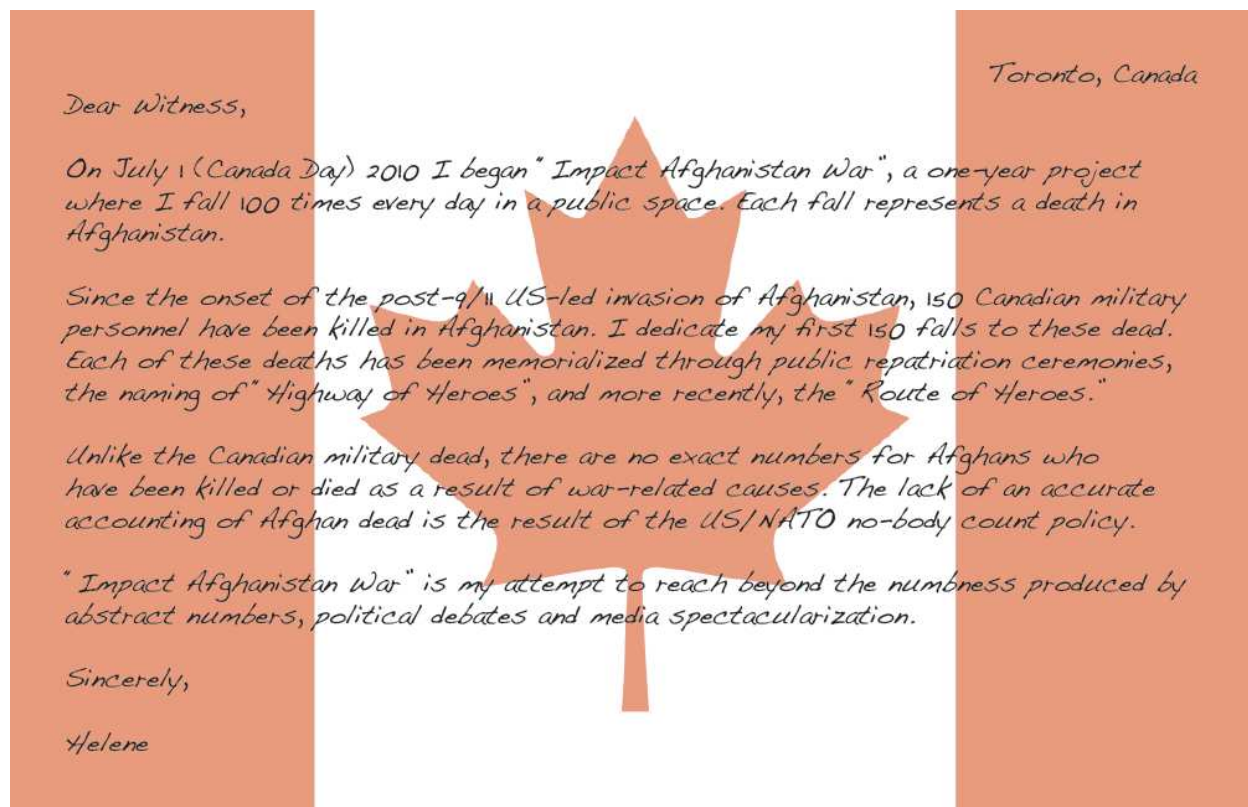 Toronto, Canada
Dear Witness,
On July 1 (Canada Day) 2010 I began "Impact Afghanistan War", a one-year project
where I fall 100 times every day in a public space. Each fall represents a death in
Afghanistan.
Since the onset of the post-9/11 US-led invasion of Afghanistan, 150 Canadian military
personnel have been killed in Afghanistan. I dedicate my first 150 falls to these dead.
Each of these deaths has been memorialized through public repatriation ceremonies,
the naming of "Highway of Heroes", and more recently, the "Route of Heroes."
Unlike the Canadian military dead, there are no exact numbers for Afghans who
have been killed or died as a result of war-related causes. The lack of an accurate
accounting of Afghan dead is the result of the US/NATO no-body count policy.
"Impact Afghanistan War" is my attempt to reach beyond the numbness produced by
abstract numbers, political debates and media spectacularization.
Sincerely,
Helene